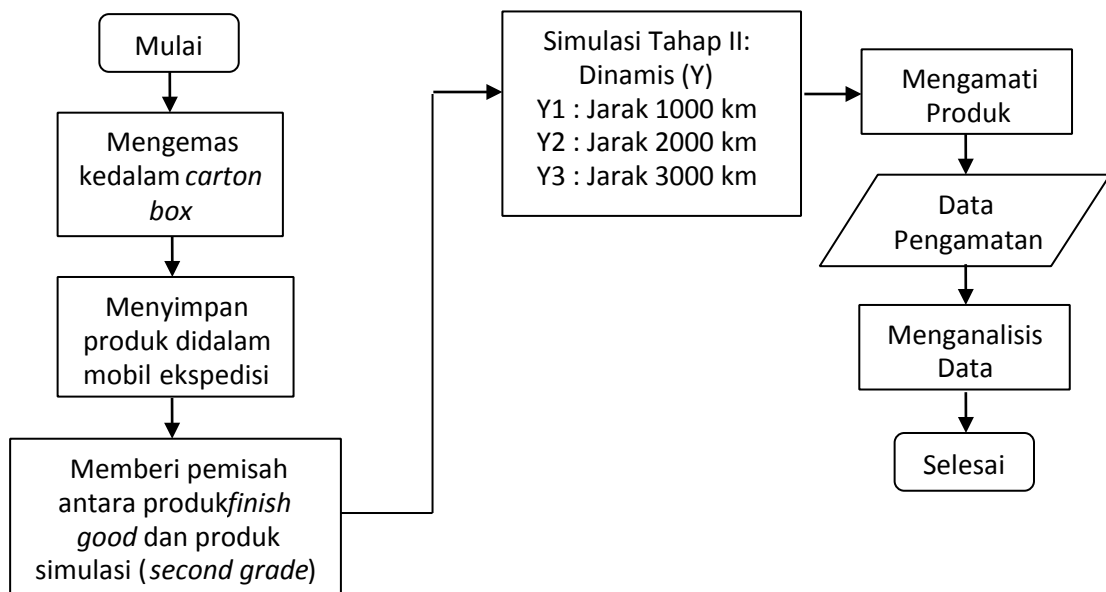 Mulai
Mengemas
kedalam carton
box
Menyimpan
produk didalam
mobil ekspedisi
Memberi pemisah
antara produkfinish
good dan produk
simulasi (second grade)
Simulasi Tahap II:
Dinamis (Y)
Y1 : Jarak 1000 km
Y2 : Jarak 2000 km
Y3 : Jarak 3000 km
Mengamati
Produk
Data
Pengamatan
Menganalisis
Data
Selesai